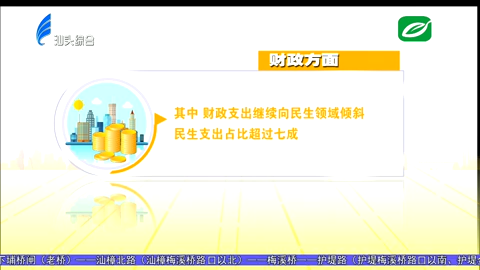 汕头综合
财政方面
其中 财政支出继续向民生领域倾斜
民生支出占比超过七成
下埔桥闸（老桥）——汕樟北路（汕樟梅溪桥路口以北）——梅溪桥——护堤路（护堤梅溪桥路口以南、护堤